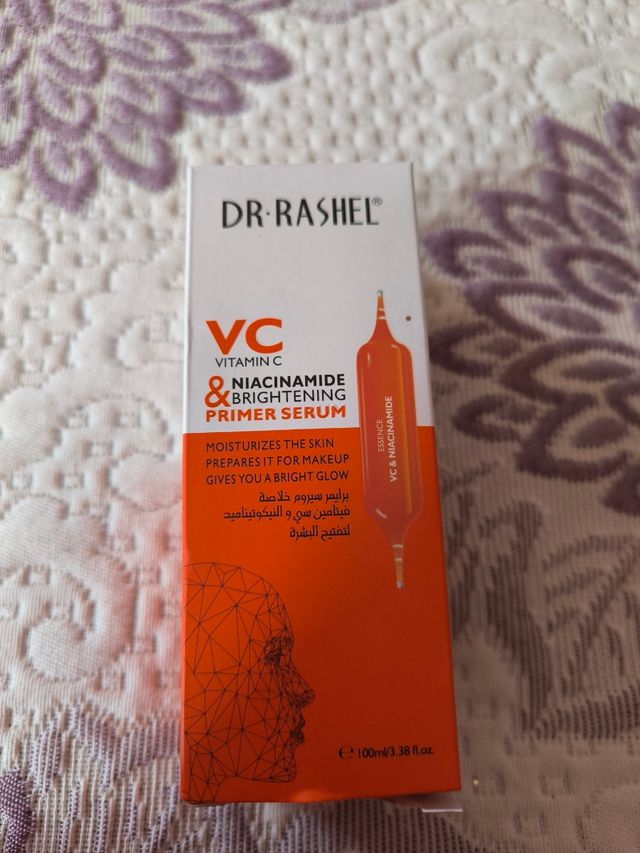 DR·RASHEL®
VC
VITAMIN C
& NIACINAMIDE
BRIGHTENING
PRIMER SERUM
MOISTURIZES THE SKIN
PREPARES IT FOR MAKEUP
GIVES YOU A BRIGHT GLOW
برايمر سيروم خلاصة
فيتامين سي و النيكوتيناميد
لتفتيح البشرة
ESSENCE
VC & NIACINAMIDE
℮ 100ml/3.38 fl.oz.